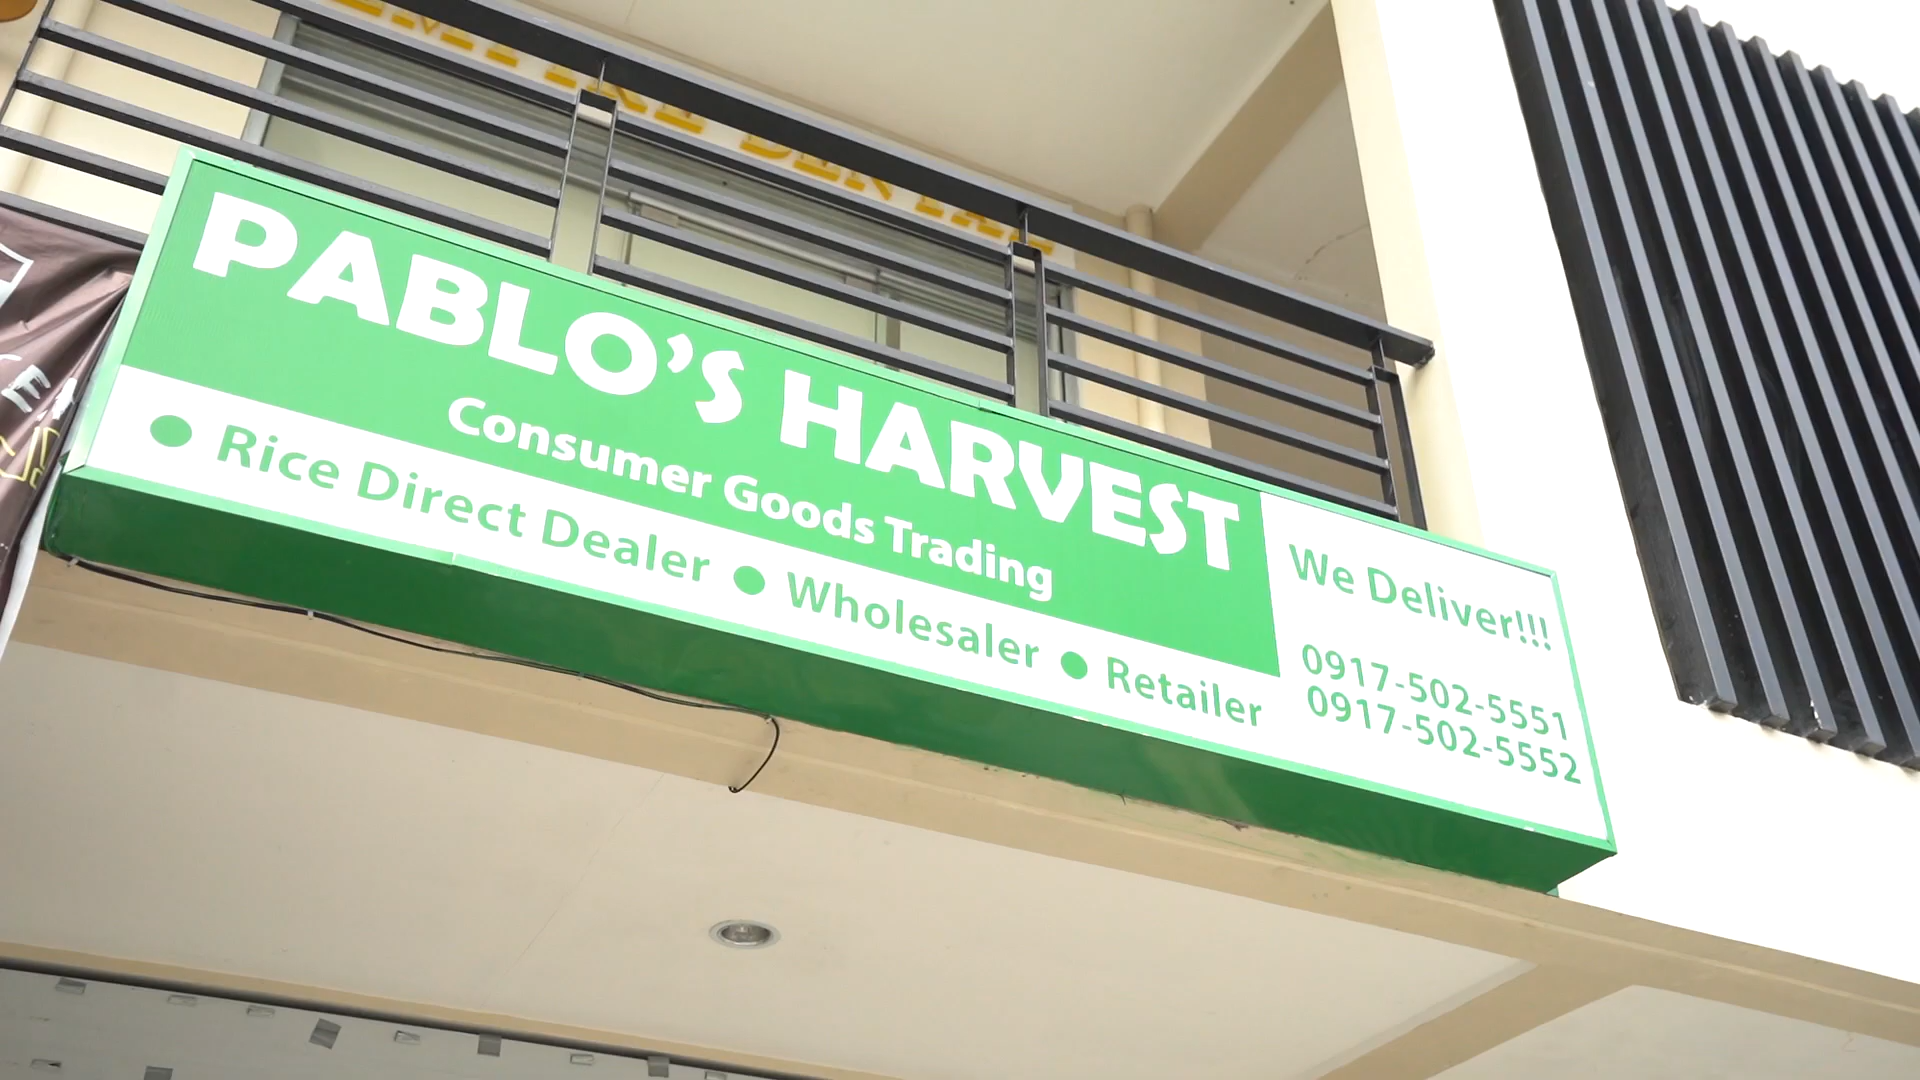 PABLO'S HARVEST
Consumer Goods Trading
● Rice Direct Dealer ● Wholesaler ● Retailer
We Deliver!!!
0917-502-5551
0917-502-5552